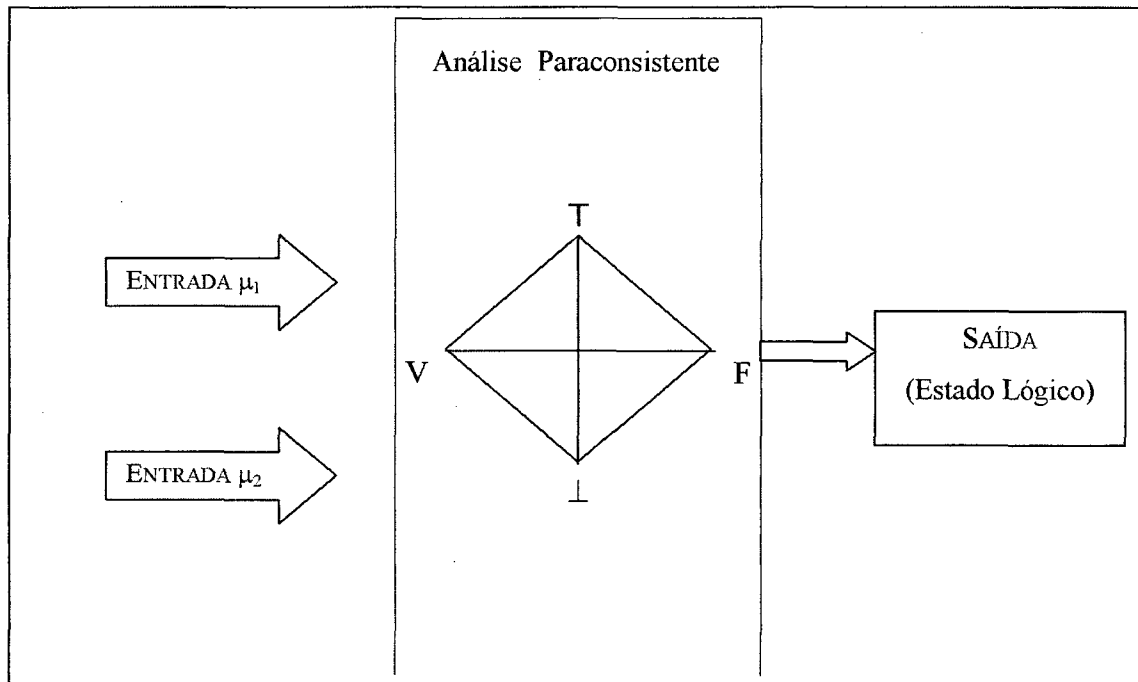 Análise Paraconsistente
T
ENTRADA μ₁
V
F
SAÍDA
(Estado Lógico)
ENTRADA μ₂
⊥